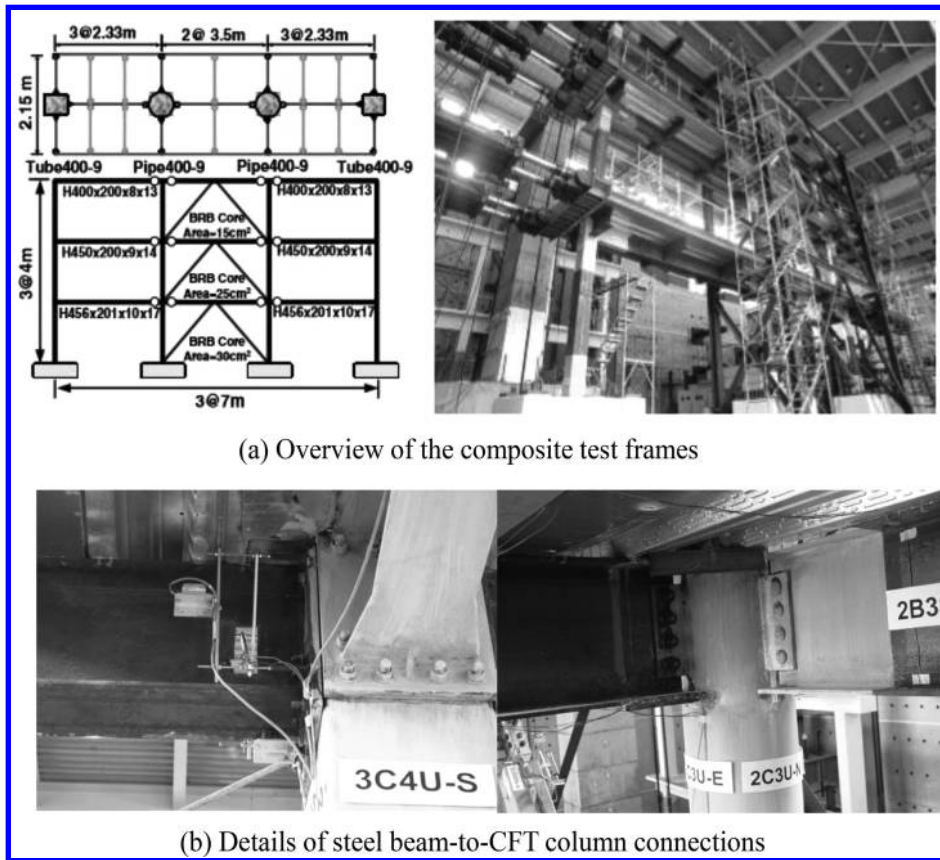 3@2.33m 2@ 3.5m 3@2.33m
2.15 m
Tube400-9 Pipe400-9 Pipe400-9 Tube400-9
H400x200x8x13 H400x200x8x13
BRB Core
Area=15cm²
H450x200x9x14 H450x200x9x14
BRB Core
Area=25cm²
H456x201x10x17 H456x201x10x17
BRB Core
Area=30cm²
3@4m
3@7m
(a) Overview of the composite test frames
2B3
3C4U-S
C3U-E 2C3U-N
(b) Details of steel beam-to-CFT column connections